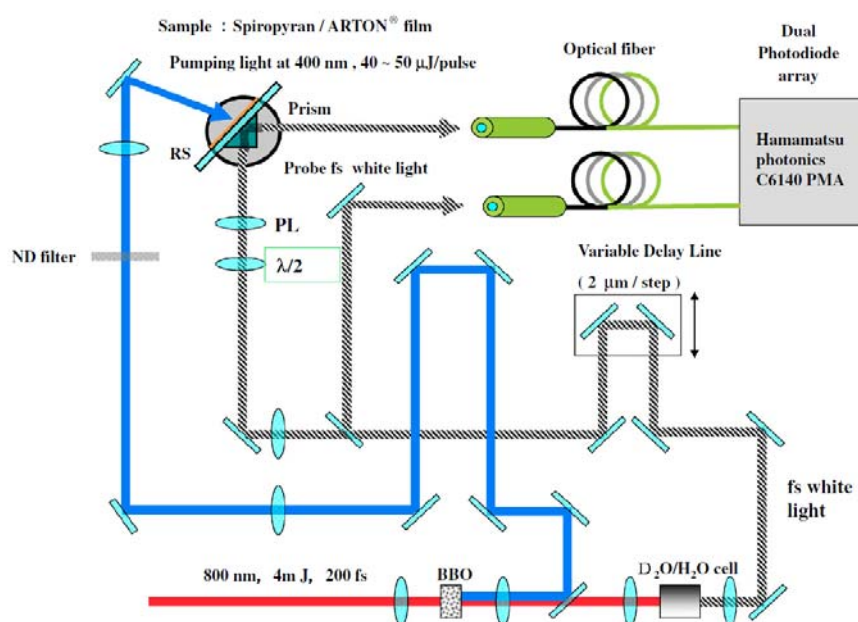 Sample : Spiropyran / ARTON® film
Pumping light at 400 nm , 40 ~ 50 μJ/pulse
Optical fiber
Dual
Photodiode
array
Prism
RS
Hamamatsu
photonics
C6140 PMA
Probe fs white light
PL
ND filter
λ/2
Variable Delay Line
( 2 μm / step )
fs white
light
800 nm, 4m J, 200 fs
BBO
D₂O/H₂O cell